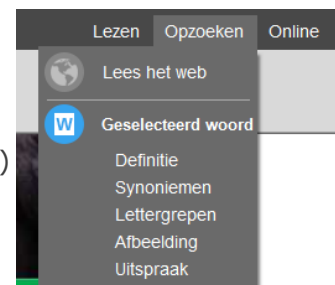 Lezen Opzoeken Online
Lees het web
W Geselecteerd woord
)
Definitie
Synoniemen
Lettergrepen
Afbeelding
Uitspraak